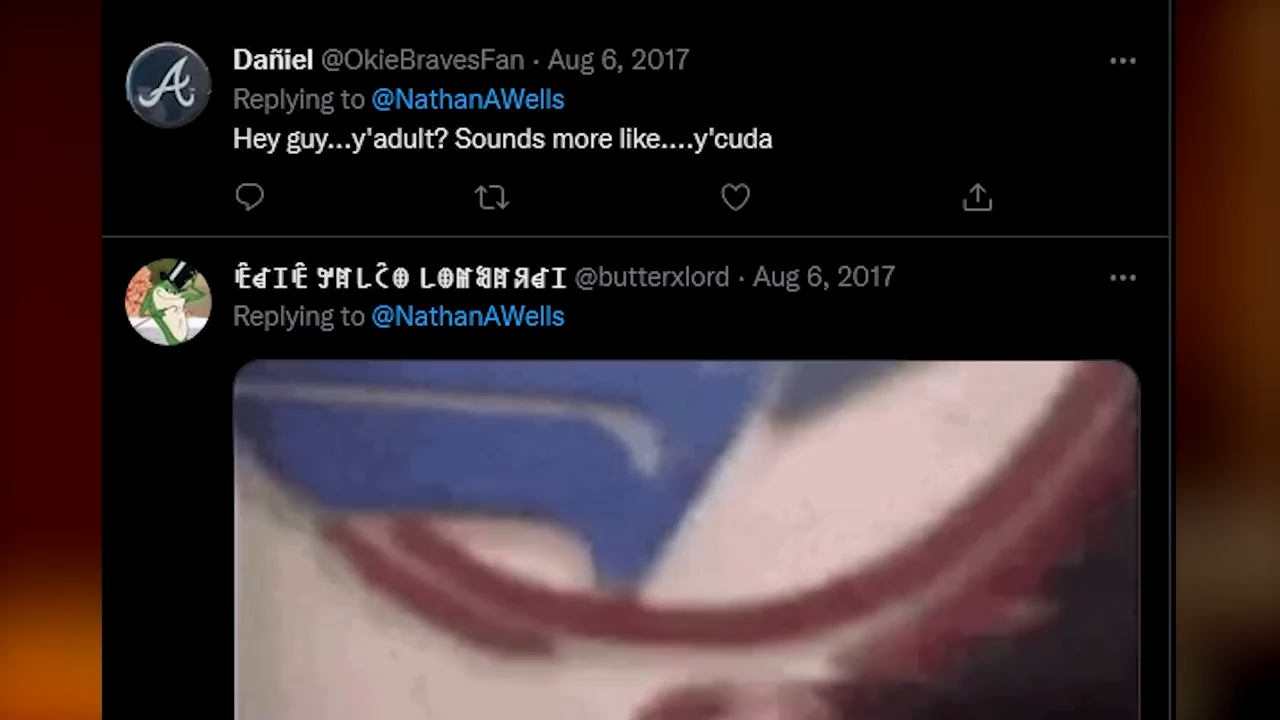 Dañiel @OkieBravesFan · Aug 6, 2017
Replying to @NathanAWells
Hey guy...y'adult? Sounds more like....y'cuda
@butterxlord · Aug 6, 2017
Replying to @NathanAWells